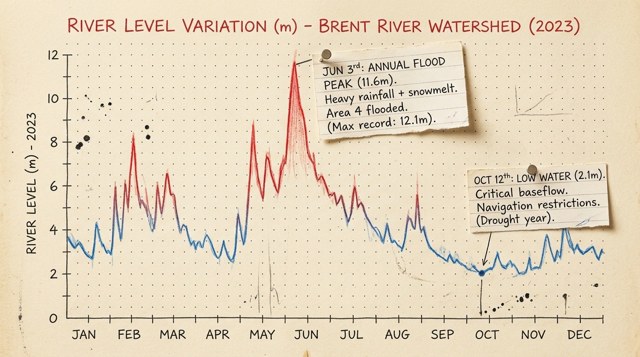 RIVER LEVEL VARIATION (m) – BRENT RIVER WATERSHED (2023)
RIVER LEVEL (m) - 2023
12
10
8
6
4
2
0
JUN 3rd: ANNUAL FLOOD
PEAK (11.6m).
Heavy rainfall + snowmelt.
Area 4 flooded.
(Max record: 12.1m).
OCT 12th: LOW WATER (2.1m).
Critical baseflow.
Navigation restrictions.
(Drought year).
JAN FEB MAR APR MAY JUN JUL AUG SEP OCT NOV DEC